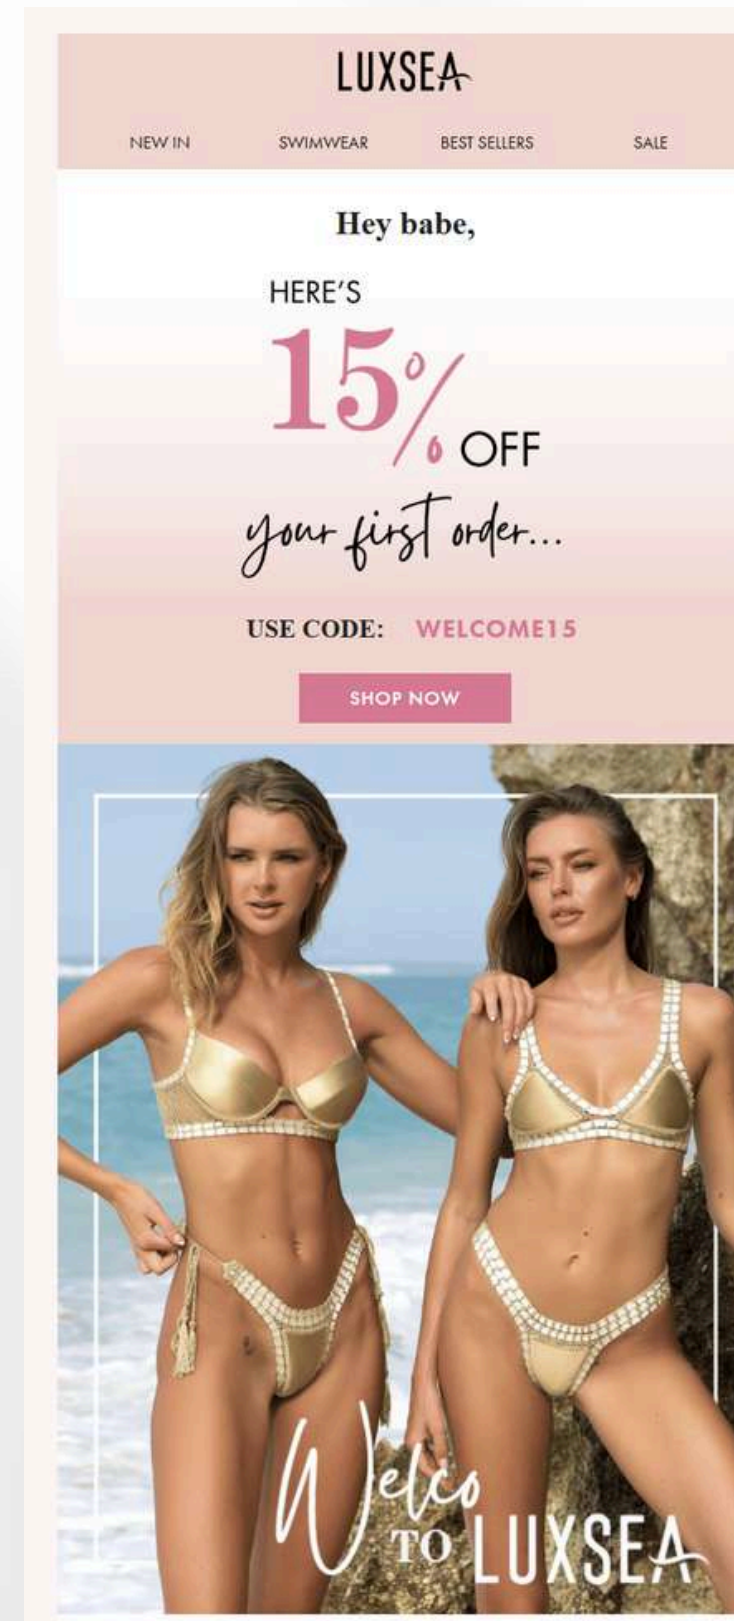 LUXSEA
NEW IN SWIMWEAR BEST SELLERS SALE
Hey babe,
HERE'S
15% OFF
your first order...
USE CODE: WELCOME15
SHOP NOW
Welco
TO LUXSEA